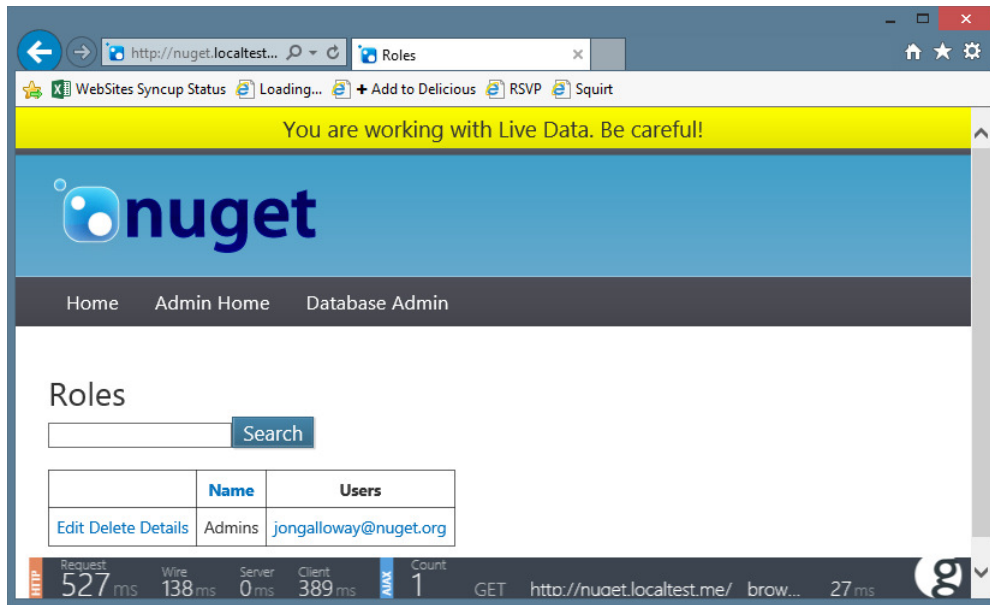 http://nuget.localtest...
Roles
WebSites Syncup Status
Loading...
+ Add to Delicious
RSVP
Squirt
You are working with Live Data. Be careful!
nuget
Home Admin Home Database Admin
Roles
Search
Name Users
Edit Delete Details Admins jongalloway@nuget.org
HTTP
Request
527 ms
Wire
138 ms
Server
0 ms
Client
389 ms
AJAX
Count
1
GET http://nuget.localtest.me/ brow... 27 ms
g